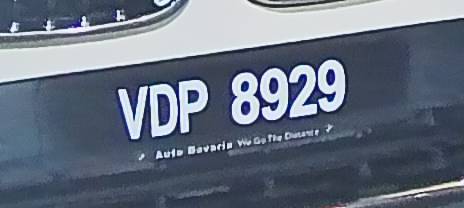 VDP 8929
Auto Bavaria We Go The Distance